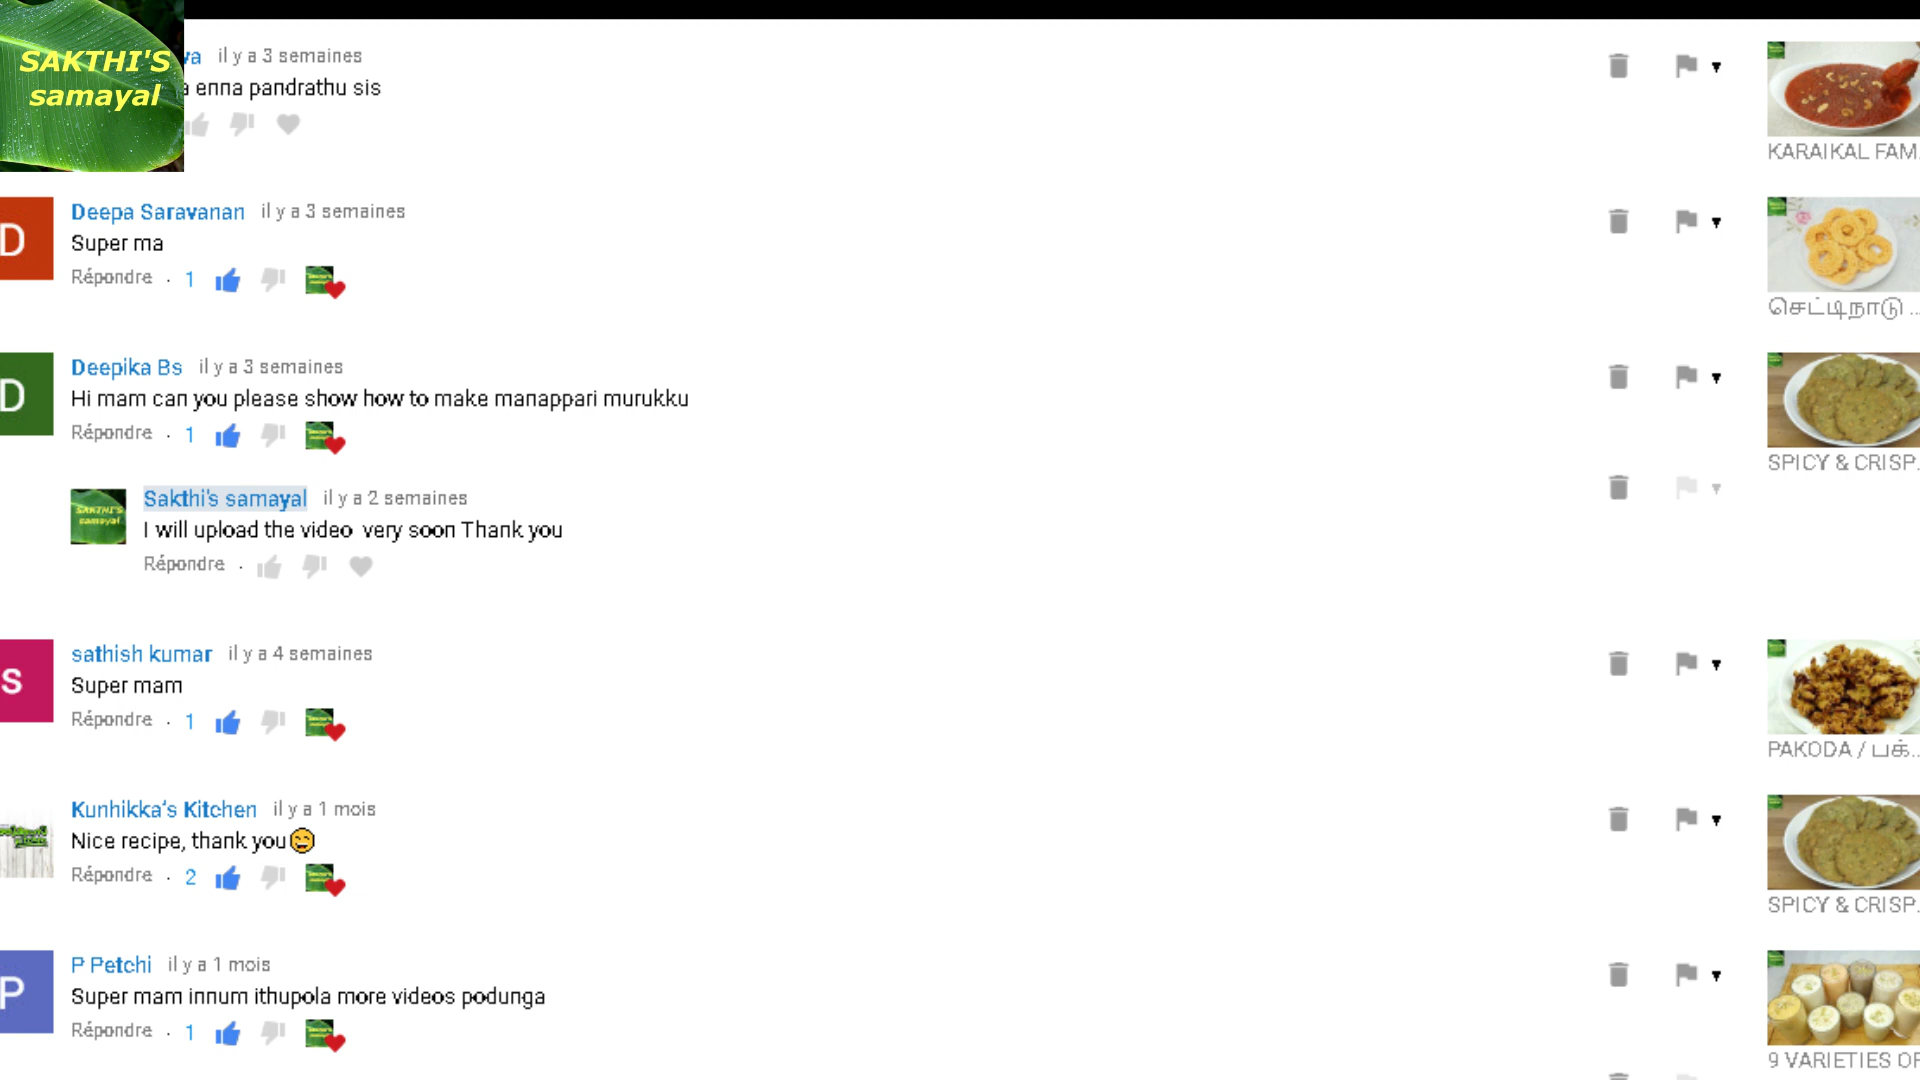 SAKTHI'S
samayal
va il y a 3 semaines
a enna pandrathu sis
KARAIKAL FAM
Deepa Saravanan il y a 3 semaines
Super ma
Répondre · 1
D
செட்டிநாடு ...
Deepika Bs il y a 3 semaines
Hi mam can you please show how to make manappari murukku
Répondre · 1
D
SPICY & CRISP.
Sakthi's samayal il y a 2 semaines
I will upload the video very soon Thank you
Répondre ·
SAKTHI'S
samayal
sathish kumar il y a 4 semaines
Super mam
Répondre · 1
S
PAKODA / பக்...
Kunhikka's Kitchen il y a 1 mois
Nice recipe, thank you😄
Répondre · 2
SPICY & CRISP.
P Petchi il y a 1 mois
Super mam innum ithupola more videos podunga
Répondre · 1
P
9 VARIETIES OF